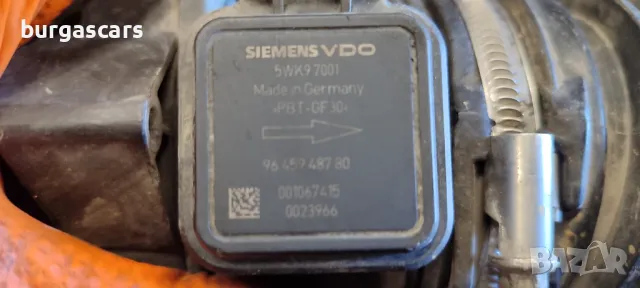 burgascars
SIEMENS VDO
5WK9 7001
Made in Germany
>PBT-GF30<
96 459 487 80
001067415
0023966
BAZAR